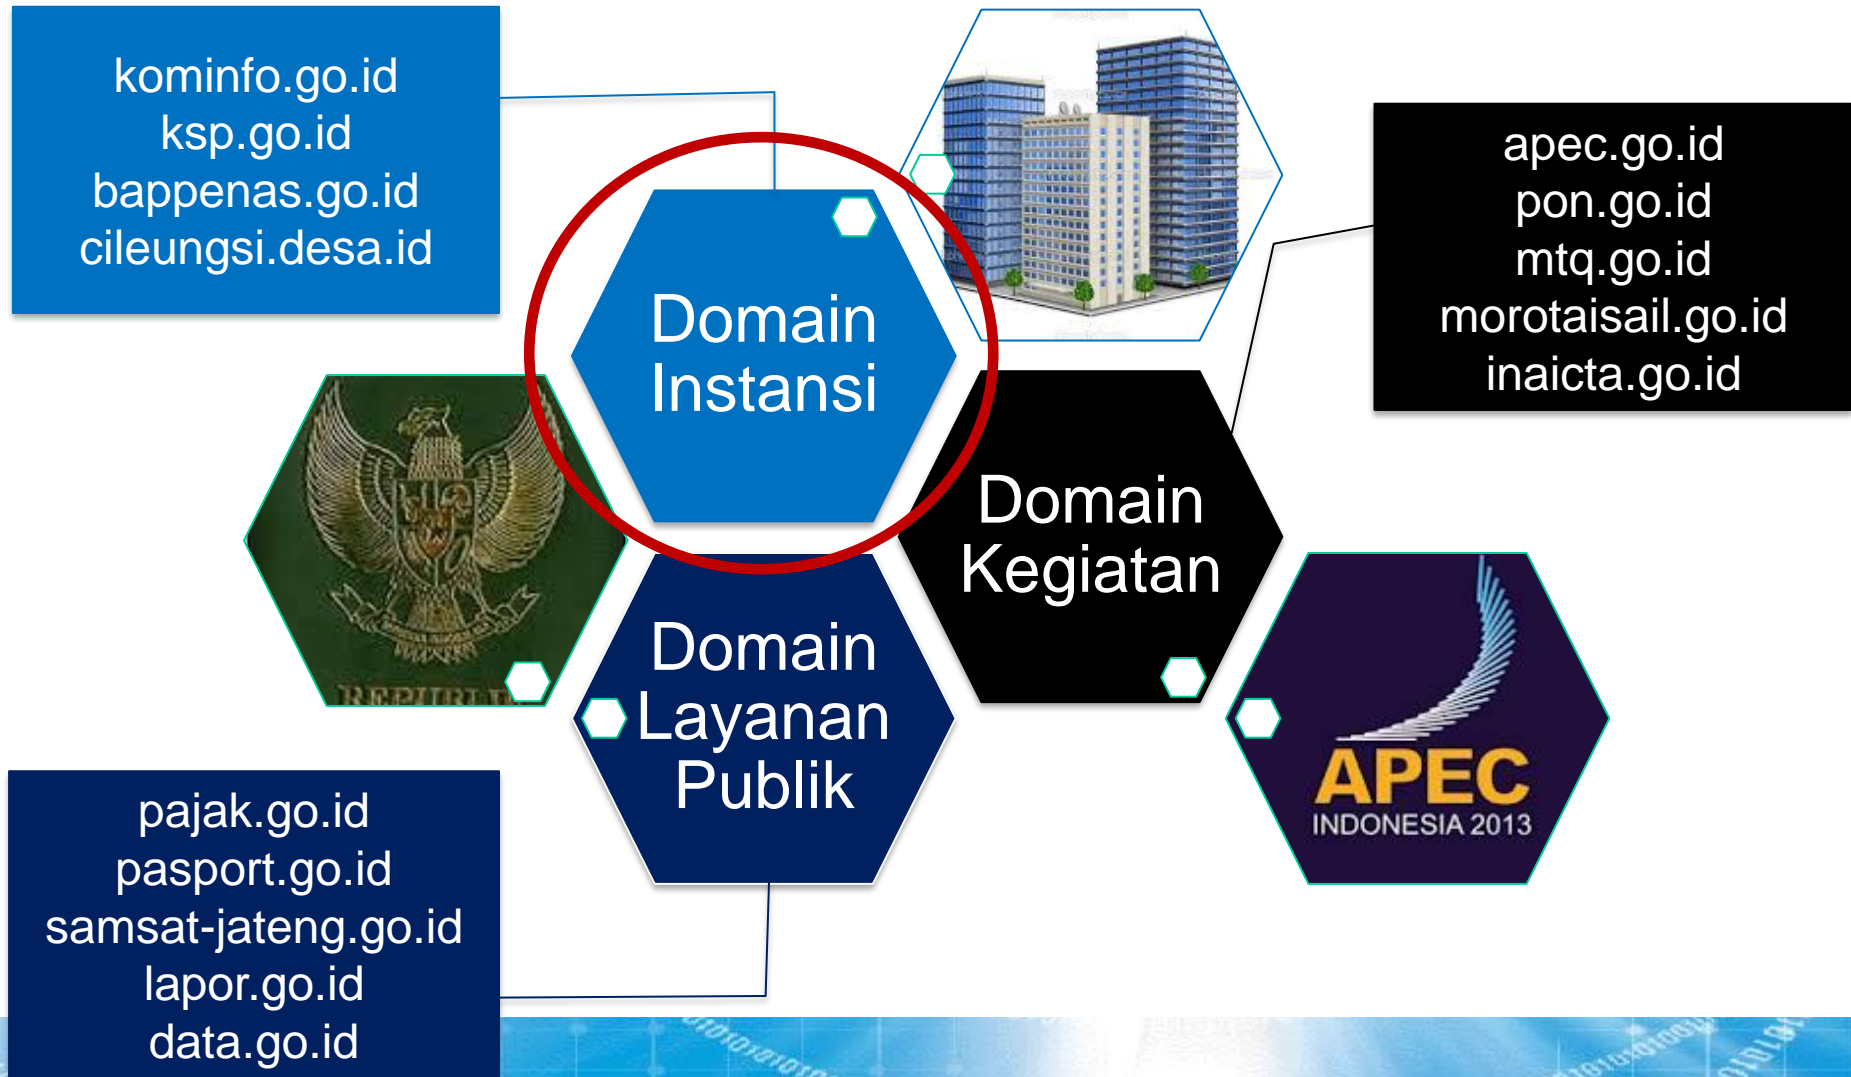 kominfo.go.id
ksp.go.id
bappenas.go.id
cileungsi.desa.id
apec.go.id
pon.go.id
mtq.go.id
morotaisail.go.id
inaicta.go.id
Domain
Instansi
Domain
Kegiatan
Domain
Layanan
Publik
APEC
INDONESIA 2013
pajak.go.id
pasport.go.id
samsat-jateng.go.id
lapor.go.id
data.go.id